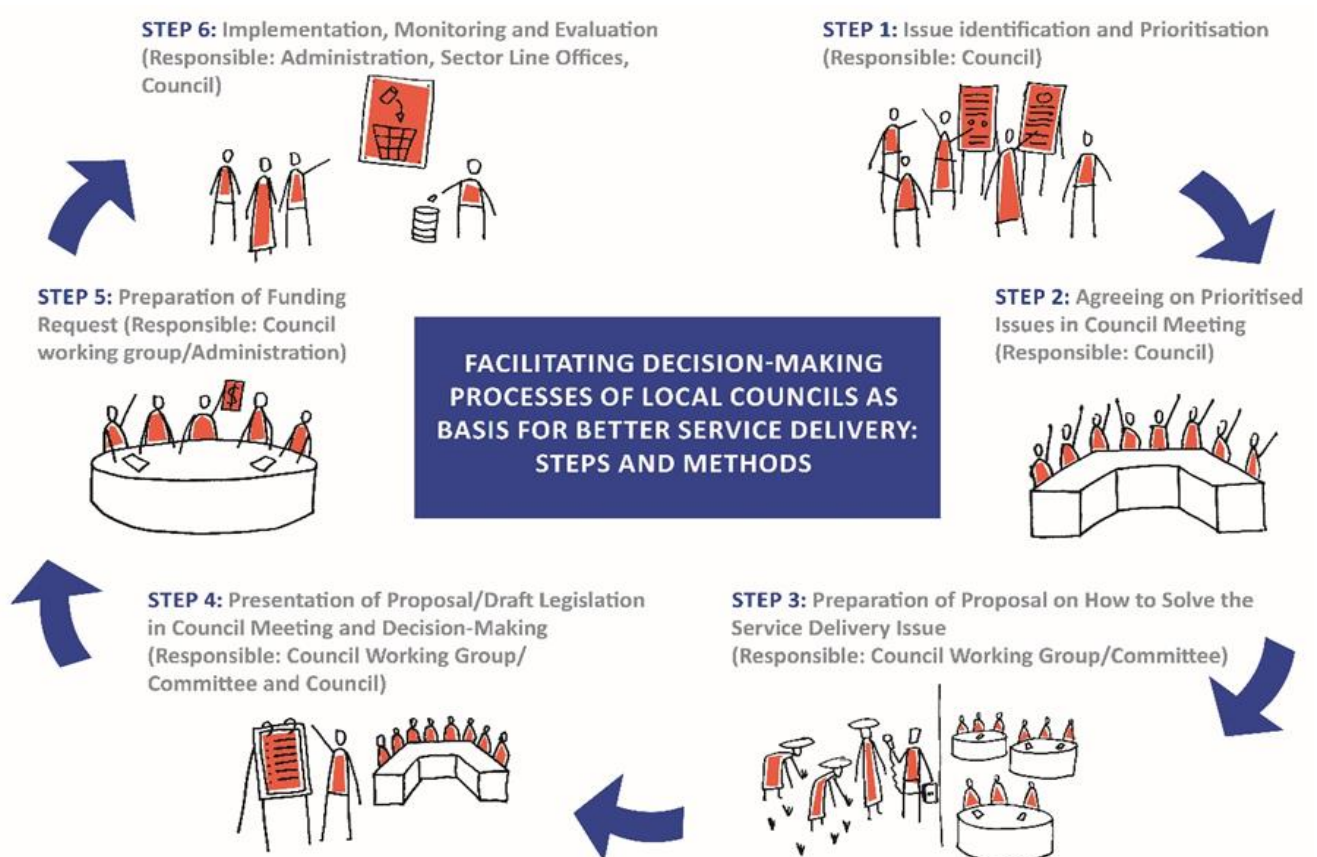 STEP 6: Implementation, Monitoring and Evaluation
(Responsible: Administration, Sector Line Offices,
Council)
STEP 1: Issue identification and Prioritisation
(Responsible: Council)
STEP 5: Preparation of Funding
Request (Responsible: Council
working group/Administration)
$
FACILITATING DECISION-MAKING
PROCESSES OF LOCAL COUNCILS AS
BASIS FOR BETTER SERVICE DELIVERY:
STEPS AND METHODS
STEP 2: Agreeing on Prioritised
Issues in Council Meeting
(Responsible: Council)
STEP 4: Presentation of Proposal/Draft Legislation
in Council Meeting and Decision-Making
(Responsible: Council Working Group/
Committee and Council)
STEP 3: Preparation of Proposal on How to Solve the
Service Delivery Issue
(Responsible: Council Working Group/Committee)